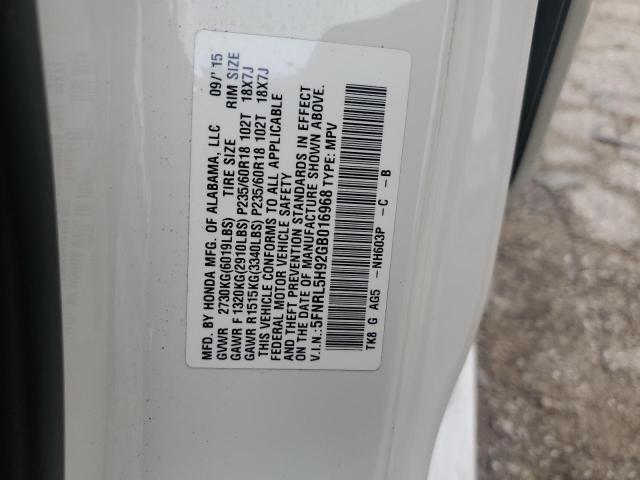 MFD. BY HONDA MFG. OF ALABAMA, LLC 09/'15
GVWR 2730KG(6019LBS) TIRE SIZE RIM SIZE
GAWR F 1320KG(2910LBS) P235/60R18 102T 18X7J
GAWR R1515KG(3340LBS) P235/60R18 102T 18X7J
THIS VEHICLE CONFORMS TO ALL APPLICABLE
FEDERAL MOTOR VEHICLE SAFETY
AND THEFT PREVENTION STANDARDS IN EFFECT
ON THE DATE OF MANUFACTURE SHOWN ABOVE.
V.I.N.:5FNRL5H92GB016968 TYPE: MPV
TK8 G AG5 -NH603P -C -B